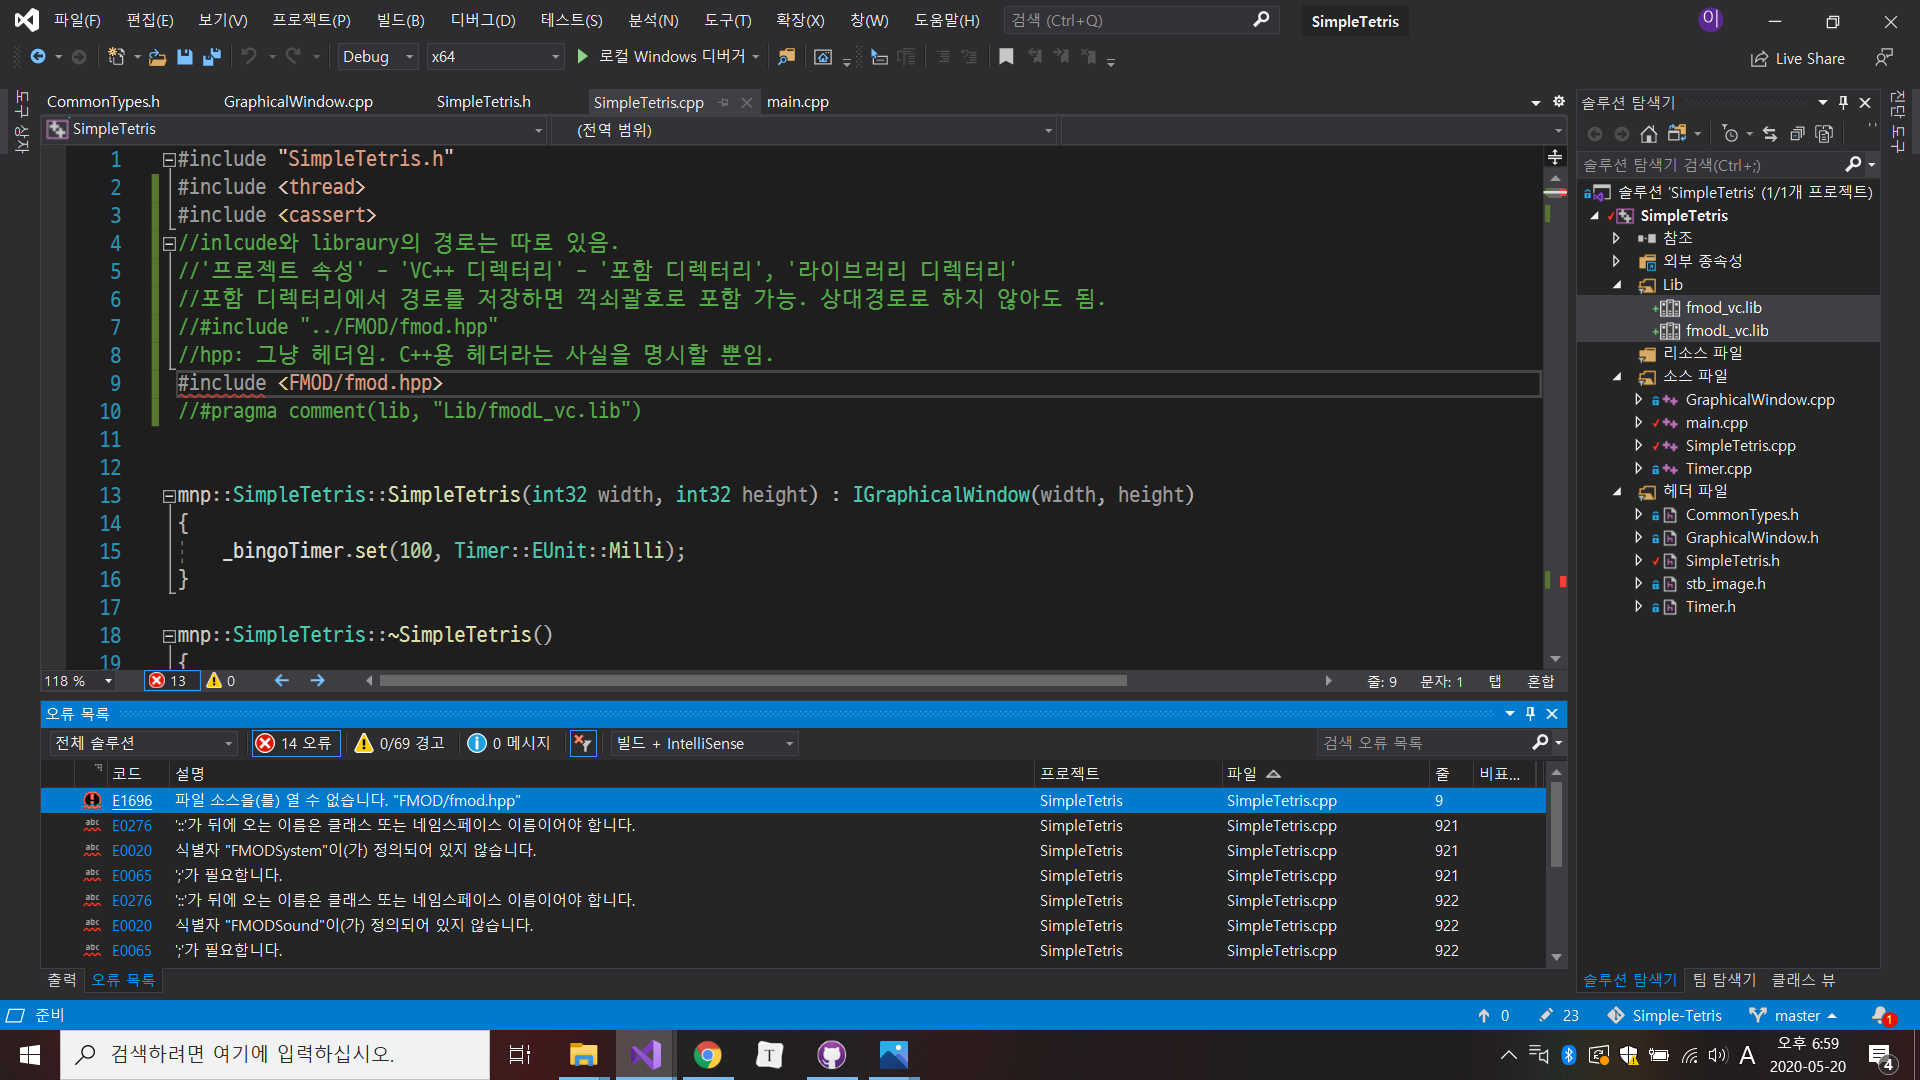 파일(F) 편집(E) 보기(V) 프로젝트(P) 빌드(B) 디버그(D) 테스트(S) 분석(N) 도구(T) 확장(X) 창(W) 도움말(H) 검색 (Ctrl+Q) SimpleTetris 이
Debug x64 로컬 Windows 디버거 Live Share
도구 상자
CommonTypes.h GraphicalWindow.cpp SimpleTetris.h SimpleTetris.cpp main.cpp
SimpleTetris (전역 범위)
1 #include "SimpleTetris.h"
2 #include <thread>
3 #include <cassert>
4 //inlcude와 libraury의 경로는 따로 있음.
5 //'프로젝트 속성' - 'VC++ 디렉터리' - '포함 디렉터리', '라이브러리 디렉터리'
6 //포함 디렉터리에서 경로를 저장하면 꺽쇠괄호로 포함 가능. 상대경로로 하지 않아도 됨.
7 //#include "../FMOD/fmod.hpp"
8 //hpp: 그냥 헤더임. C++용 헤더라는 사실을 명시할 뿐임.
9 #include <FMOD/fmod.hpp>
10 //#pragma comment(lib, "Lib/fmodL_vc.lib")
11
12
13 mnp::SimpleTetris::SimpleTetris(int32 width, int32 height) : IGraphicalWindow(width, height)
14 {
15 _bingoTimer.set(100, Timer::EUnit::Milli);
16 }
17
18 mnp::SimpleTetris::~SimpleTetris()
19 {
118 % 13 0 줄: 9 문자: 1 탭 혼합
오류 목록
전체 솔루션 14 오류 0/69 경고 0 메시지 빌드 + IntelliSense 검색 오류 목록
코드 설명 프로젝트 파일 줄 비표...
E1696 파일 소스을(를) 열 수 없습니다. "FMOD/fmod.hpp" SimpleTetris SimpleTetris.cpp 9
abc E0276 '::'가 뒤에 오는 이름은 클래스 또는 네임스페이스 이름이어야 합니다. SimpleTetris SimpleTetris.cpp 921
abc E0020 식별자 "FMODSystem"이(가) 정의되어 있지 않습니다. SimpleTetris SimpleTetris.cpp 921
abc E0065 ';'가 필요합니다. SimpleTetris SimpleTetris.cpp 921
abc E0276 '::'가 뒤에 오는 이름은 클래스 또는 네임스페이스 이름이어야 합니다. SimpleTetris SimpleTetris.cpp 922
abc E0020 식별자 "FMODSound"이(가) 정의되어 있지 않습니다. SimpleTetris SimpleTetris.cpp 922
abc E0065 ';'가 필요합니다. SimpleTetris SimpleTetris.cpp 922
출력 오류 목록
솔루션 탐색기
솔루션 탐색기 검색(Ctrl+;)
솔루션 'SimpleTetris' (1/1개 프로젝트)
SimpleTetris
참조
외부 종속성
Lib
fmod_vc.lib
fmodL_vc.lib
리소스 파일
소스 파일
GraphicalWindow.cpp
main.cpp
SimpleTetris.cpp
Timer.cpp
헤더 파일
CommonTypes.h
GraphicalWindow.h
SimpleTetris.h
stb_image.h
Timer.h
솔루션 탐색기 팀 탐색기 클래스 뷰
진단 도구
준비 0 23 Simple-Tetris master 1
검색하려면 여기에 입력하십시오. T A 오후 6:59
2020-05-20 4